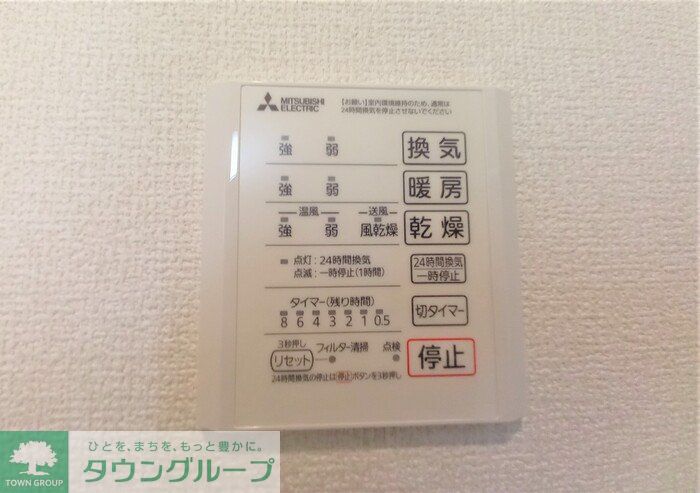 MITSUBISHI ELECTRIC
【お願い】室内環境維持のため、通常は
24時間換気を停止させないでください
強 弱 換気
強 弱 暖房
温風 送風
強 弱 風乾燥 乾燥
点灯:24時間換気
点滅:一時停止(1時間)
24時間換気
一時停止
タイマー(残り時間)
8 6 4 3 2 1 0.5
切タイマー
3秒押し
リセット フィルター清掃 点検
停止
24時間換気の停止は停止ボタンを3秒押し
TOWN GROUP
ひとを、まちを、もっと豊かに。
タウングループ